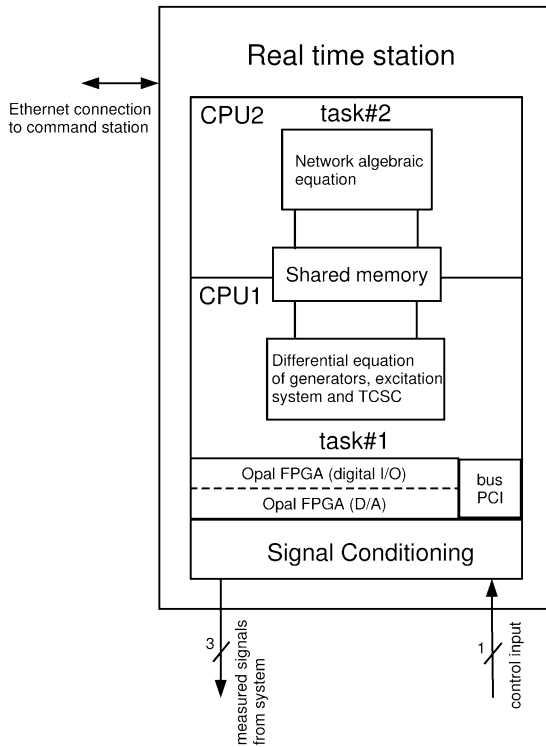 Real time station
Ethernet connection
to command station
CPU2
task#2
Network algebraic
equation
Shared memory
CPU1
Differential equation
of generators, excitation
system and TCSC
task#1
Opal FPGA (digital I/O)
Opal FPGA (D/A)
bus
PCI
Signal Conditioning
3
measured signals
from system
1
control input